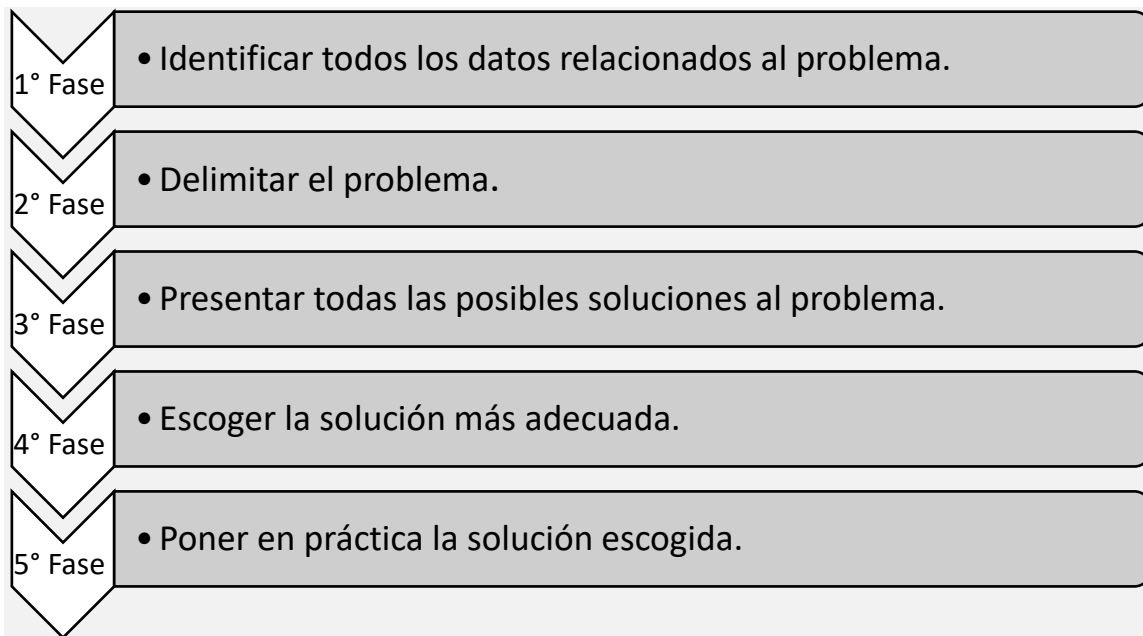 1° Fase
• Identificar todos los datos relacionados al problema.
2° Fase
• Delimitar el problema.
3° Fase
• Presentar todas las posibles soluciones al problema.
4° Fase
• Escoger la solución más adecuada.
5° Fase
• Poner en práctica la solución escogida.